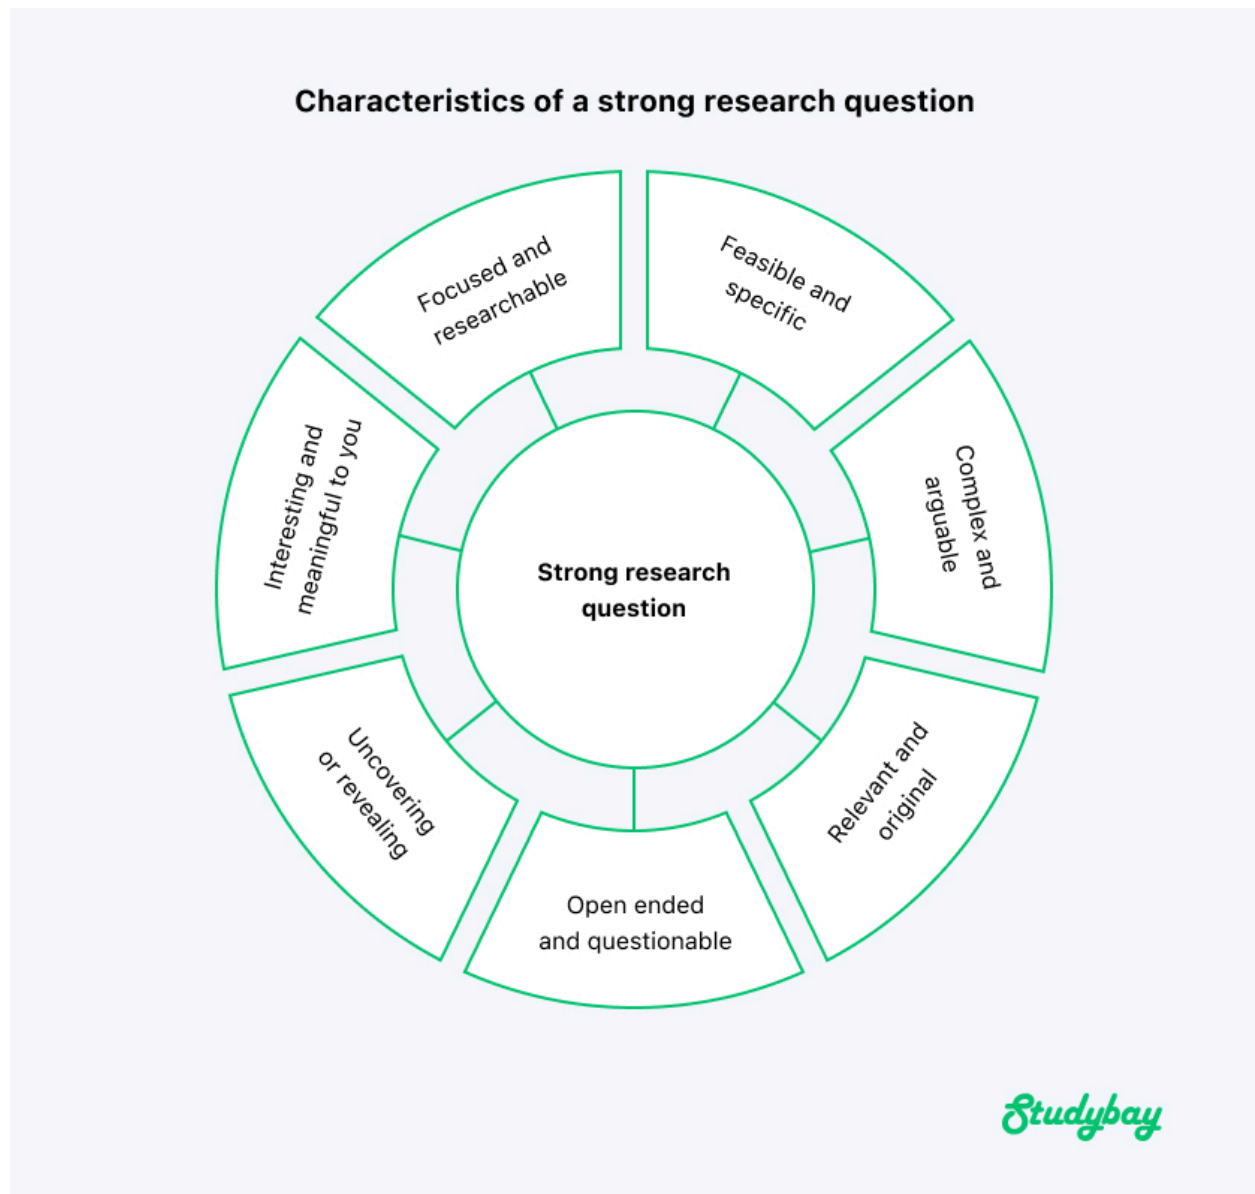 Characteristics of a strong research question
Focused and
researchable
Feasible and
specific
Complex and
arguable
Relevant and
original
Open ended
and questionable
Uncovering
or revealing
Interesting and
meaningful to you
Strong research
question
Studybay